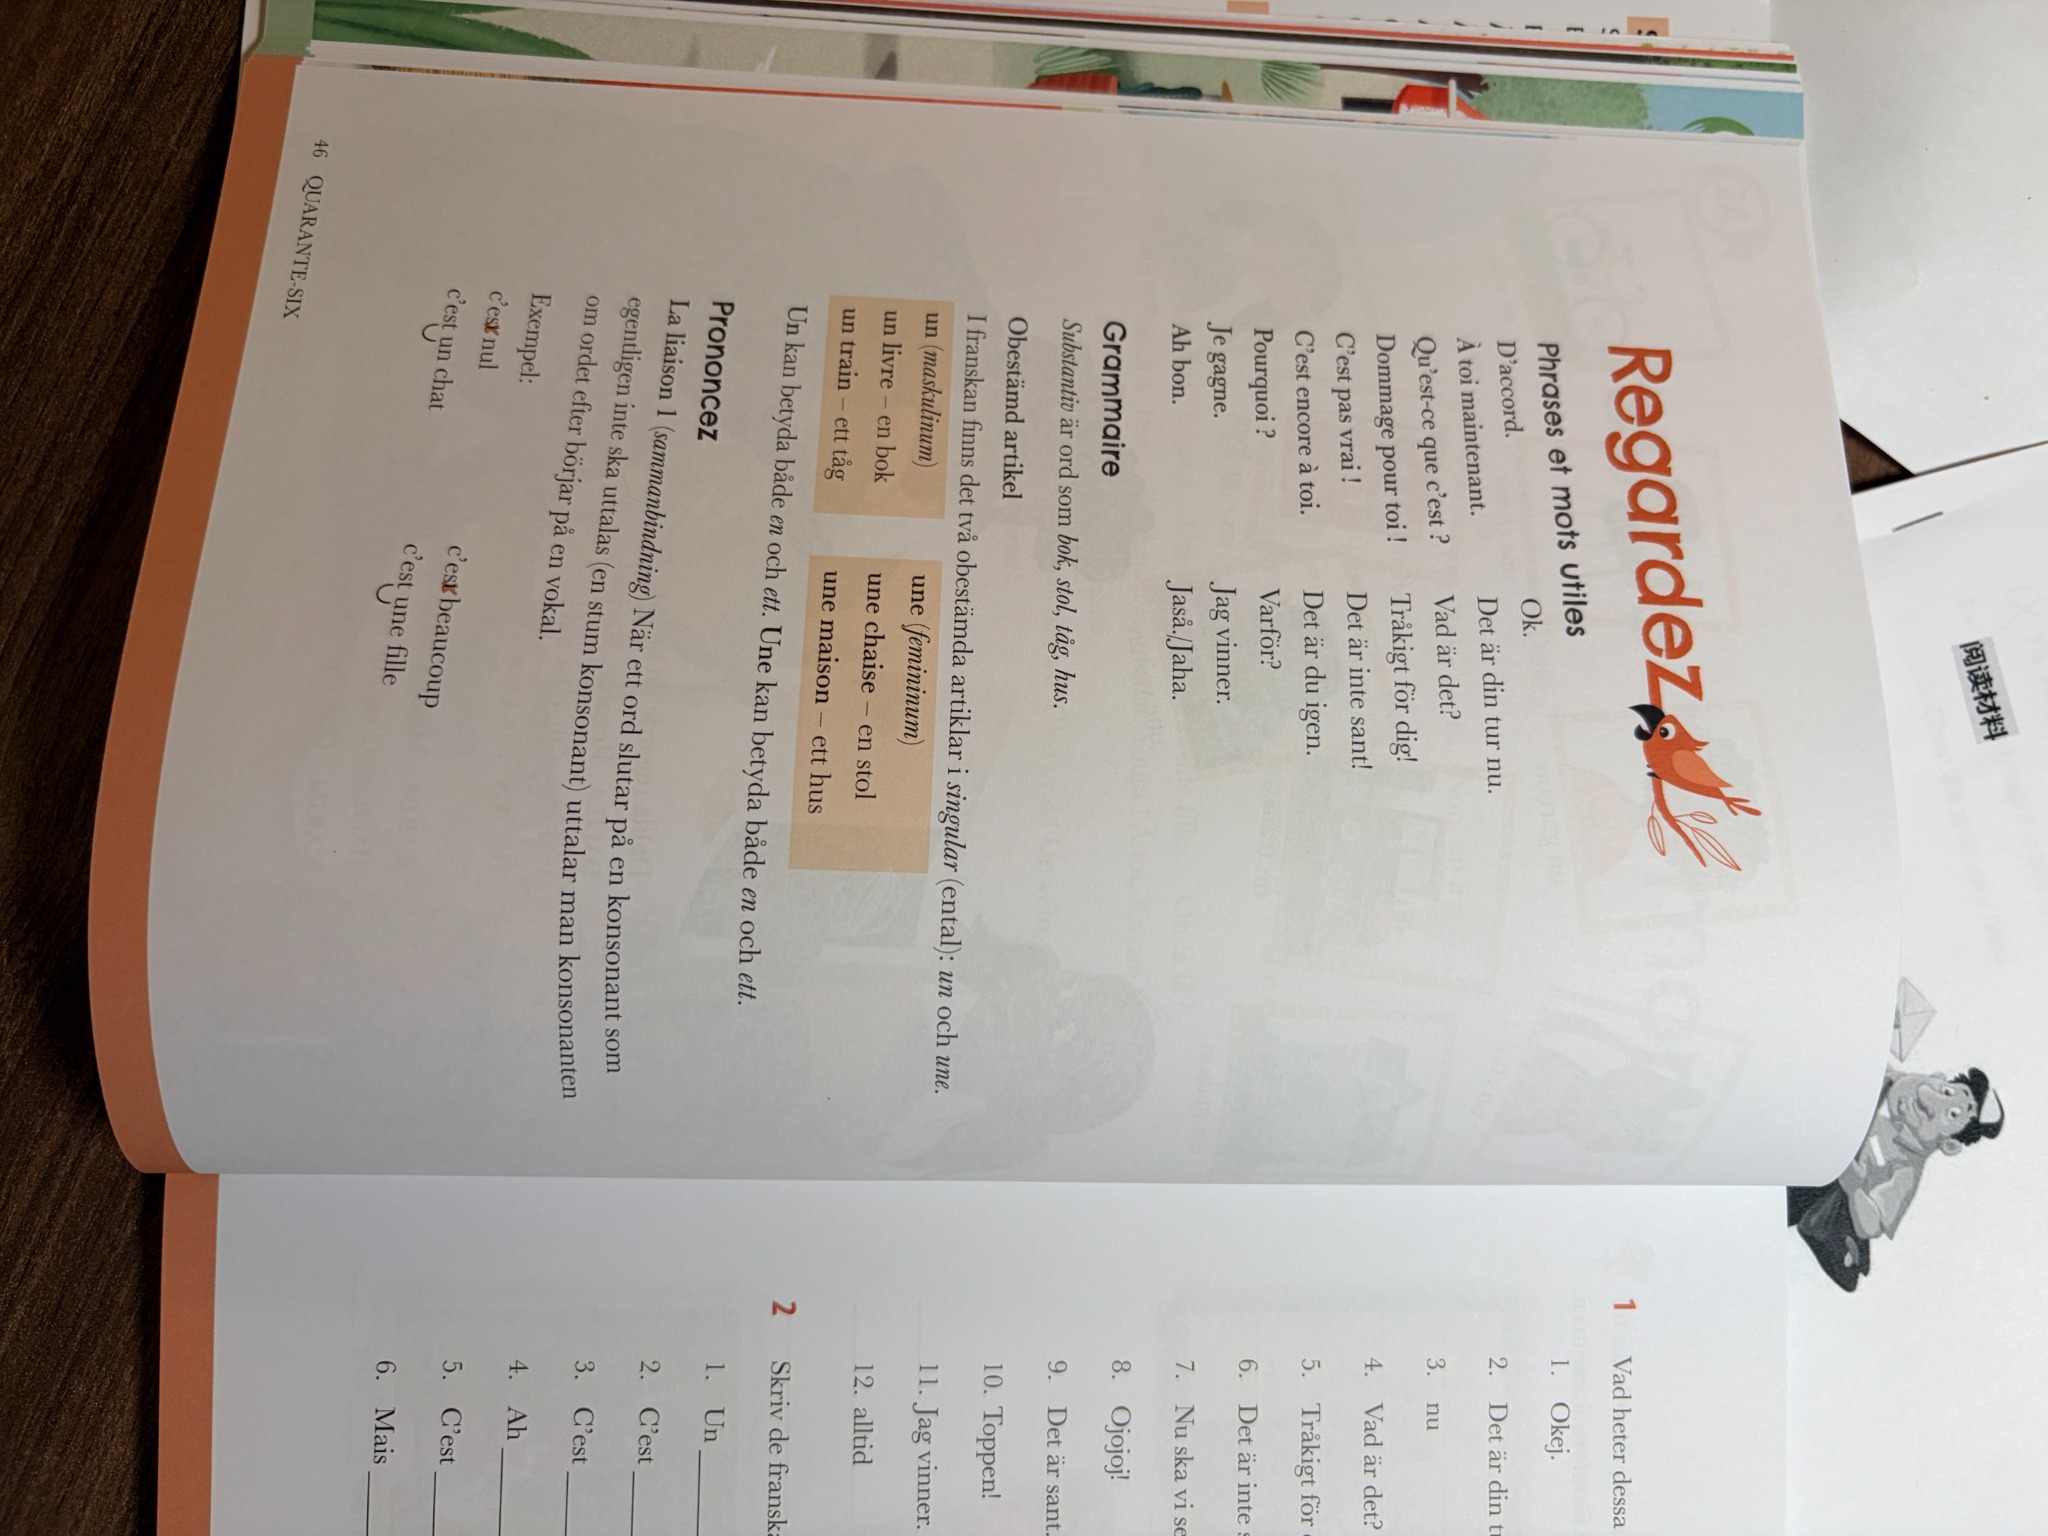 Regardez
Phrases et mots utiles
D'accord. Ok.
À toi maintenant. Det är din tur nu.
Qu'est-ce que c'est ? Vad är det?
Dommage pour toi ! Tråkigt för dig!
C'est pas vrai ! Det är inte sant!
C'est encore à toi. Det är du igen.
Pourquoi ? Varför?
Je gagne. Jag vinner.
Ah bon. Jaså./Jaha.
Grammaire
Substantiv är ord som bok, stol, tåg, hus.
Obestämd artikel
I franskan finns det två obestämda artiklar i singular (ental): un och une.
un (maskulinum)
un livre – en bok
un train – ett tåg
une (femininum)
une chaise – en stol
une maison – ett hus
Un kan betyda både en och ett. Une kan betyda både en och ett.
Prononcez
La liaison 1 (sammanbindning) När ett ord slutar på en konsonant som
egentligen inte ska uttalas (en stum konsonant) uttalar man konsonanten
om ordet efter börjar på en vokal.
Exempel:
c'est nul c'est beaucoup
c'est un chat c'est une fille
46 QUARANTE-SIX
1 Vad heter dessa
1. Okej.
2. Det är din
3. nu
4. Vad är det?
5. Tråkigt för
6. Det är inte
7. Nu ska vi se
8. Ojojoj!
9. Det är sant.
10. Toppen!
11. Jag vinner.
12. alltid
2 Skriv de franska
1. Un
2. C'est
3. C'est
4. Ah
5. C'est
6. Mais
阅读材料